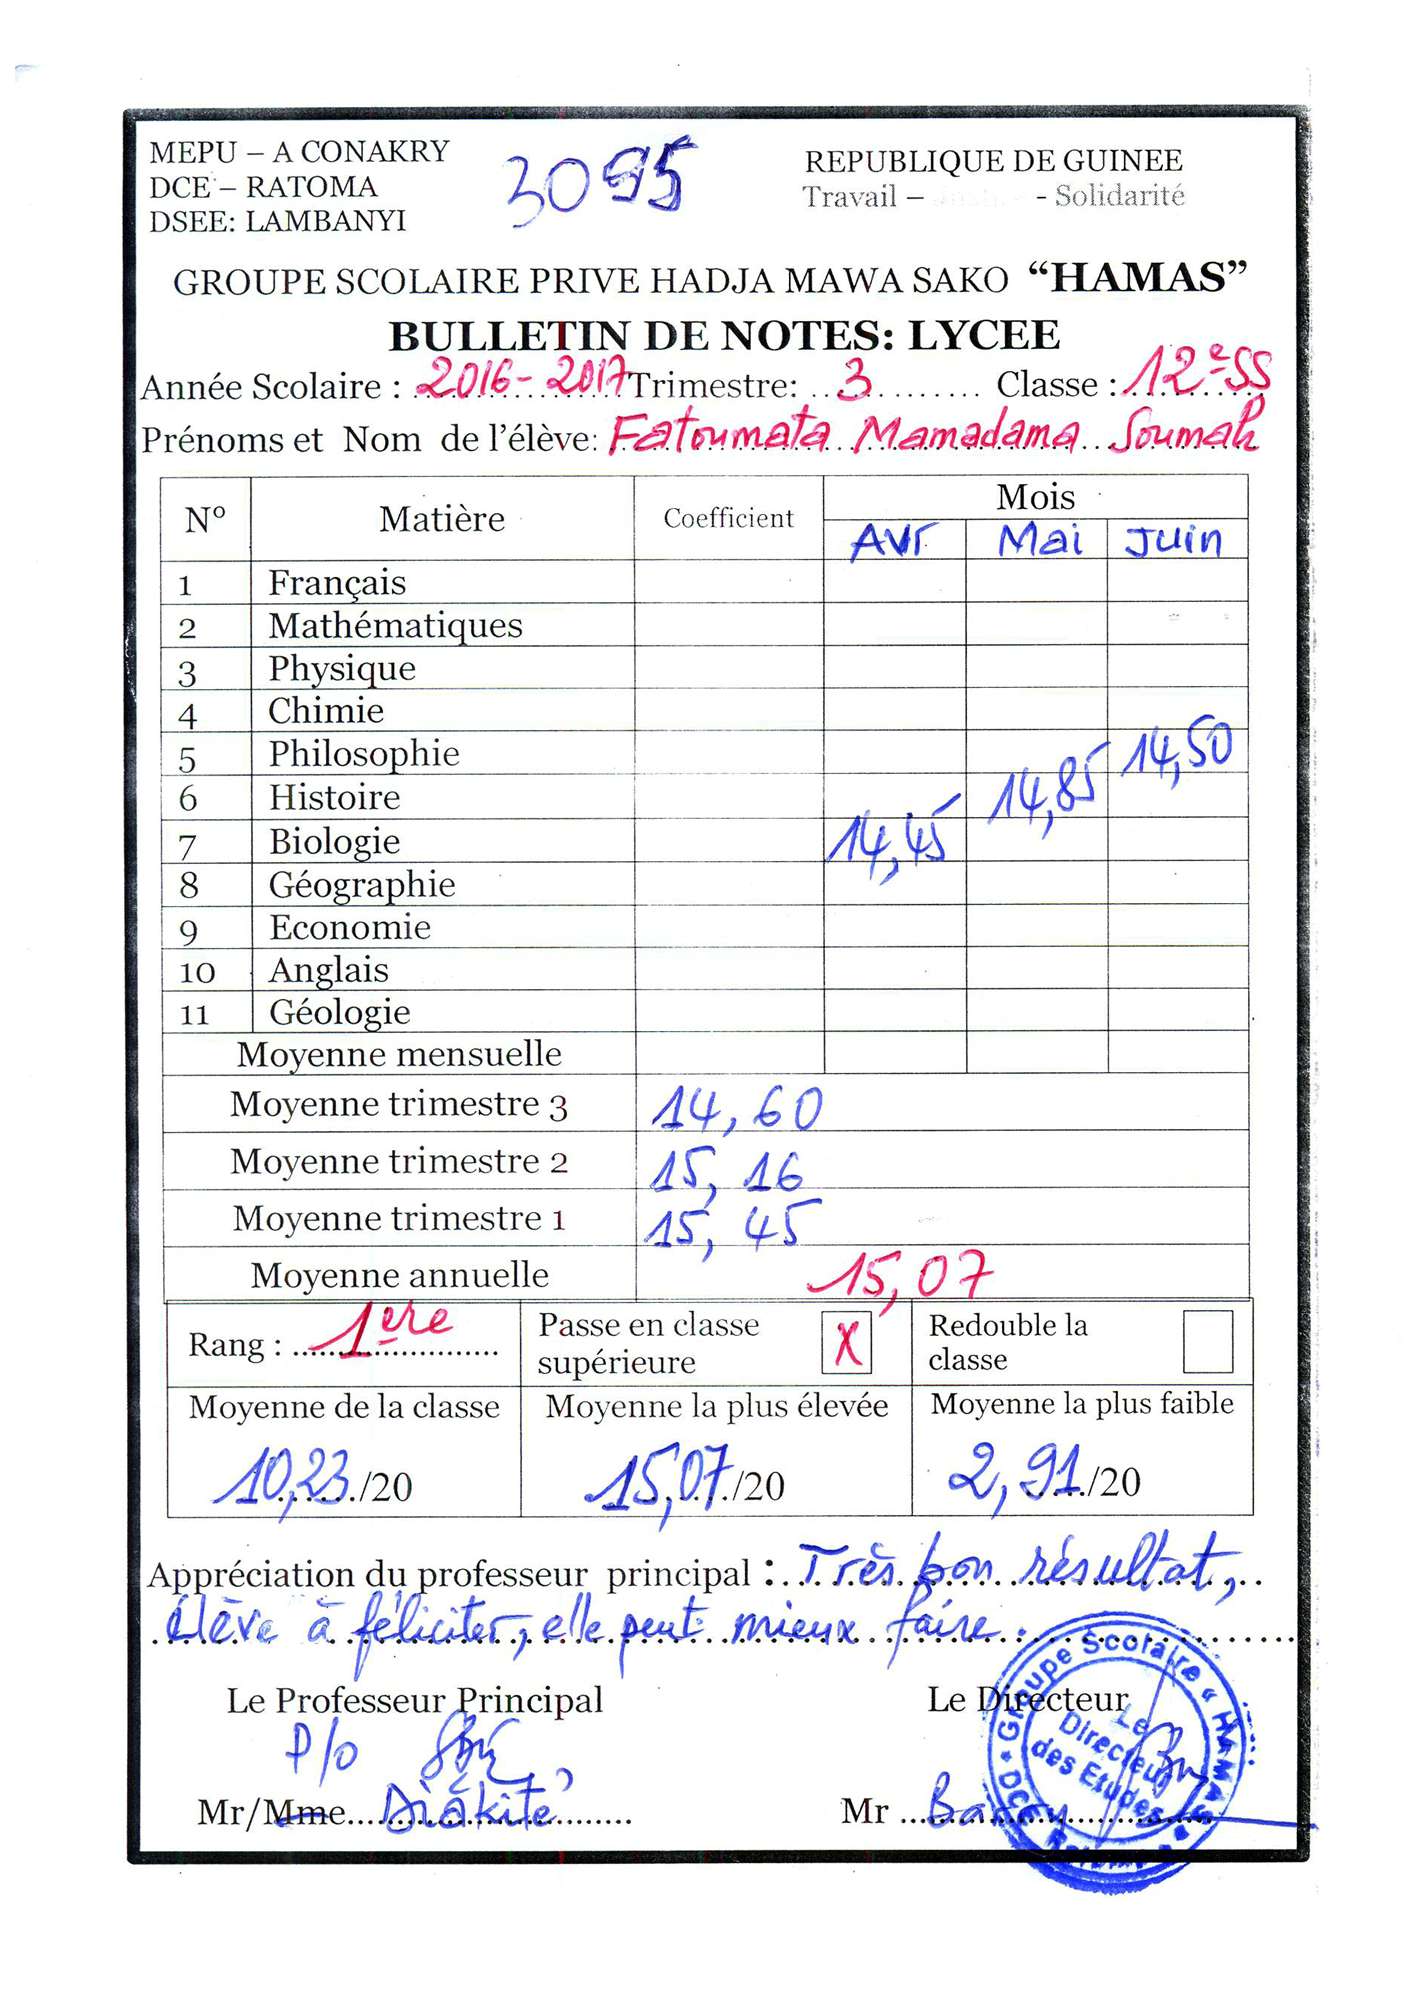 MEPU – A CONAKRY
DCE – RATOMA
DSEE: LAMBANYI
3095
REPUBLIQUE DE GUINEE
Travail – Justice - Solidarité
GROUPE SCOLAIRE PRIVE HADJA MAWA SAKO “HAMAS”
BULLETIN DE NOTES: LYCEE
Année Scolaire : 2016-2017 Trimestre: 3 Classe : 12e SS
Prénoms et Nom de l'élève: Fatoumata Mamadama Soumah
N° Matière Coefficient Mois
Avr Mai Juin
1 Français
2 Mathématiques
3 Physique
4 Chimie
5 Philosophie 14,50
6 Histoire 14,85
7 Biologie 14,45
8 Géographie
9 Economie
10 Anglais
11 Géologie
Moyenne mensuelle
Moyenne trimestre 3 14,60
Moyenne trimestre 2 15,16
Moyenne trimestre 1 15,45
Moyenne annuelle 15,07
Rang : 1ere Passe en classe supérieure X Redouble la classe
Moyenne de la classe Moyenne la plus élevée Moyenne la plus faible
10,23/20 15,07/20 2,91/20
Appréciation du professeur principal : Très bon résultat,
Elève à féliciter, elle peut mieux faire.
Le Professeur Principal Le Directeur
P/o
Mr/Mme Diakité Mr Barry
Groupe Scolaire « HAMAS » DCE
Le Directeur des Etudes